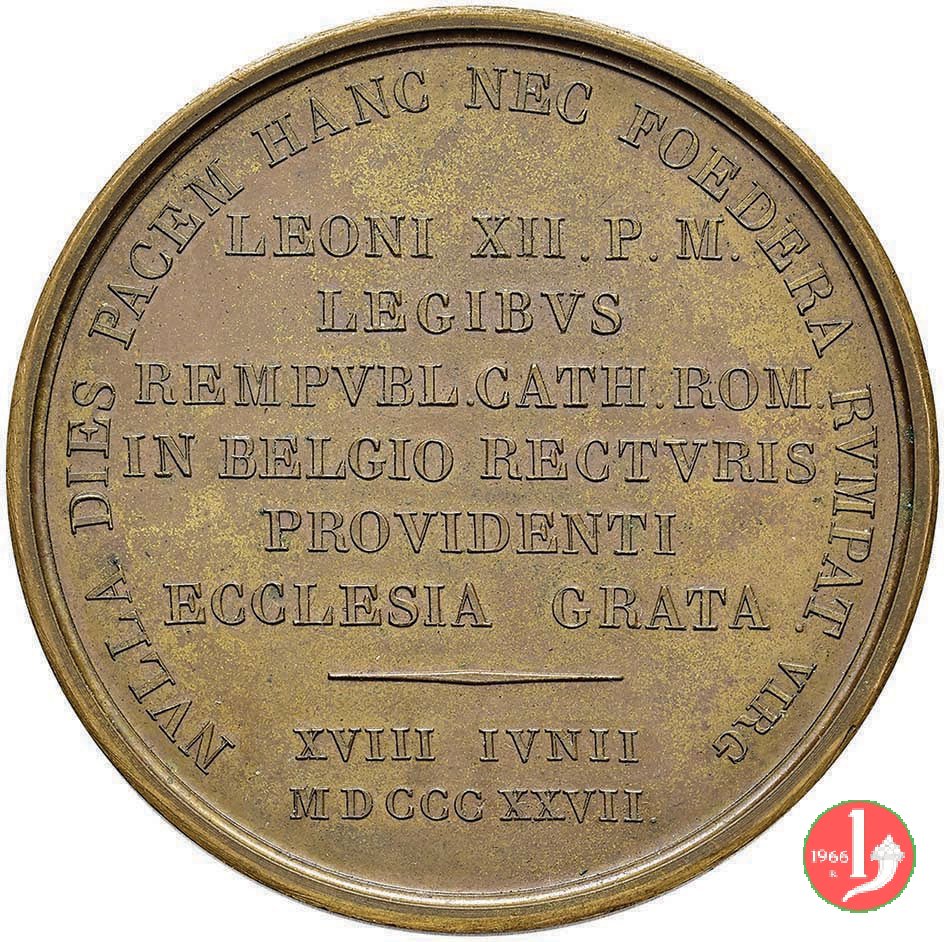 NVLLA DIES PACEM HANC NEC FOEDERA RVMPAT VIRG
LEONI XII. P. M.
LEGIBVS
REMPVBL. CATH. ROM.
IN BELGIO RECTVRIS
PROVIDENTI
ECCLESIA GRATA.
XVIII IVNII
MDCCCXXVII.
1966
R